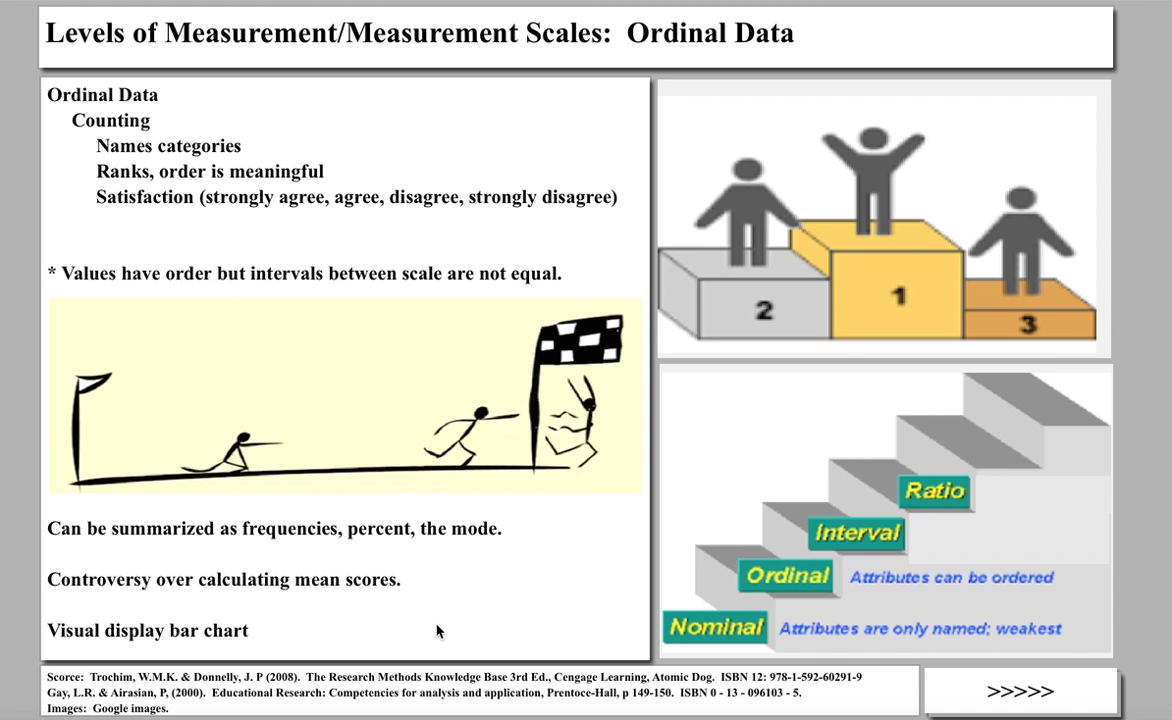 Levels of Measurement/Measurement Scales:  Ordinal Data
Ordinal Data
Counting
Names categories
Ranks, order is meaningful
Satisfaction (strongly agree, agree, disagree, strongly disagree)
* Values have order but intervals between scale are not equal.
Can be summarized as frequencies, percent, the mode.
Controversy over calculating mean scores.
Visual display bar chart
2
1
3
Ratio
Interval
Ordinal Attributes can be ordered
Nominal Attributes are only named; weakest
Scorce:  Trochim, W.M.K. & Donnelly, J. P (2008).  The Research Methods Knowledge Base 3rd Ed., Cengage Learning, Atomic Dog.  ISBN 12: 978-1-592-60291-9
Gay, L.R. & Airasian, P, (2000).  Educational Research: Competencies for analysis and application, Prentoce-Hall, p 149-150.  ISBN 0 - 13 - 096103 - 5.
Images:  Google images.
>>>>>